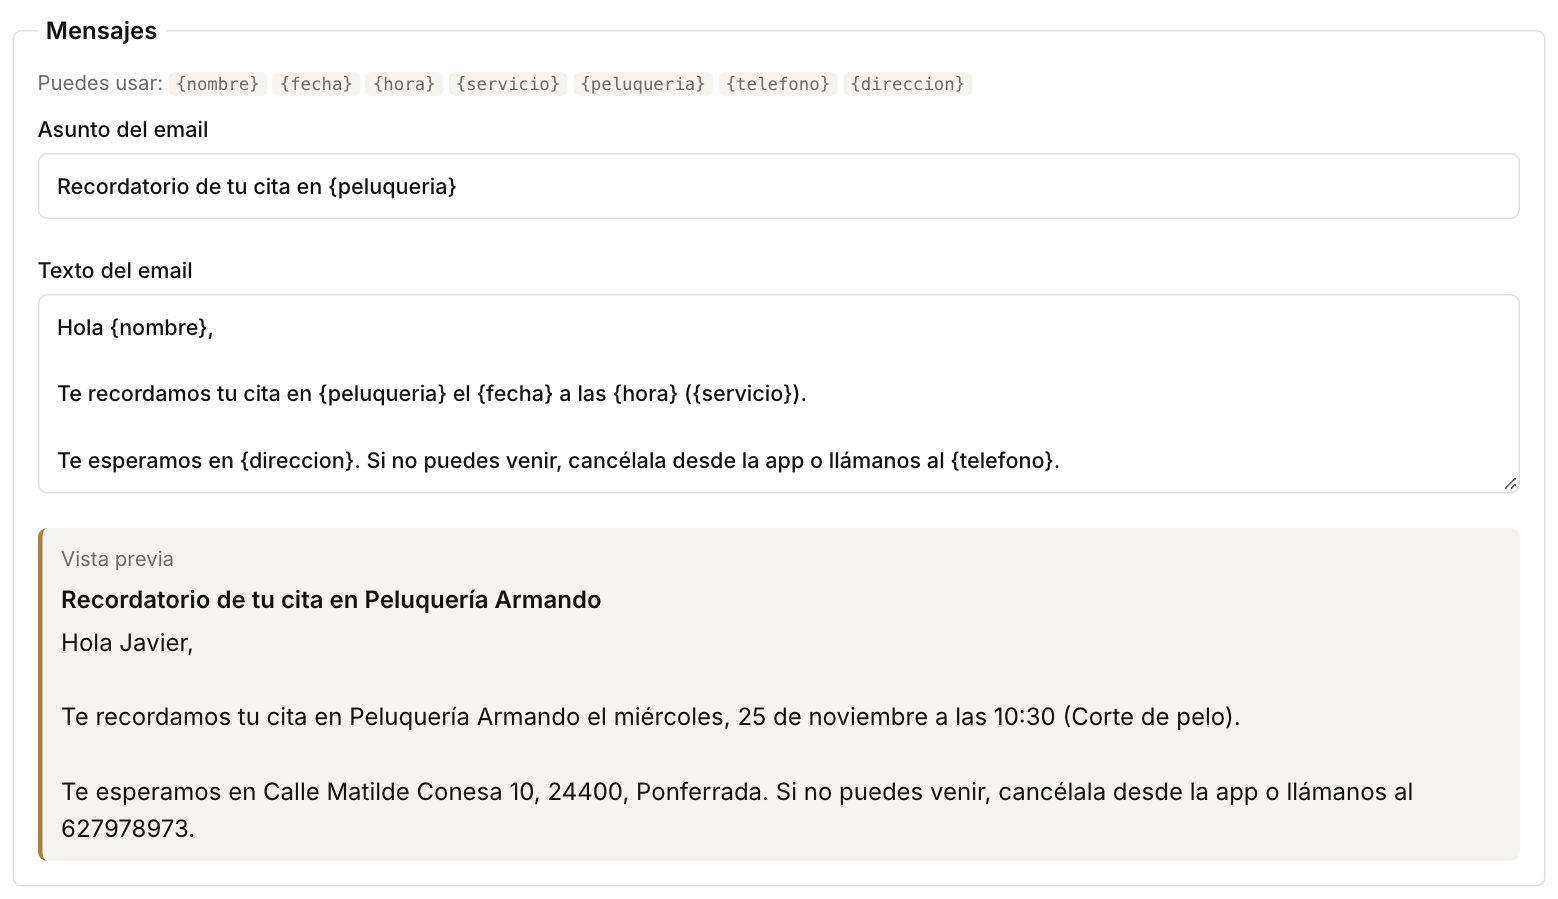 Mensajes
Puedes usar: {nombre} {fecha} {hora} {servicio} {peluqueria} {telefono} {direccion}
Asunto del email
Recordatorio de tu cita en {peluqueria}
Texto del email
Hola {nombre},
Te recordamos tu cita en {peluqueria} el {fecha} a las {hora} ({servicio}).
Te esperamos en {direccion}. Si no puedes venir, cancélala desde la app o llámanos al {telefono}.
Vista previa
Recordatorio de tu cita en Peluquería Armando
Hola Javier,
Te recordamos tu cita en Peluquería Armando el miércoles, 25 de noviembre a las 10:30 (Corte de pelo).
Te esperamos en Calle Matilde Conesa 10, 24400, Ponferrada. Si no puedes venir, cancélala desde la app o llámanos al
627978973.